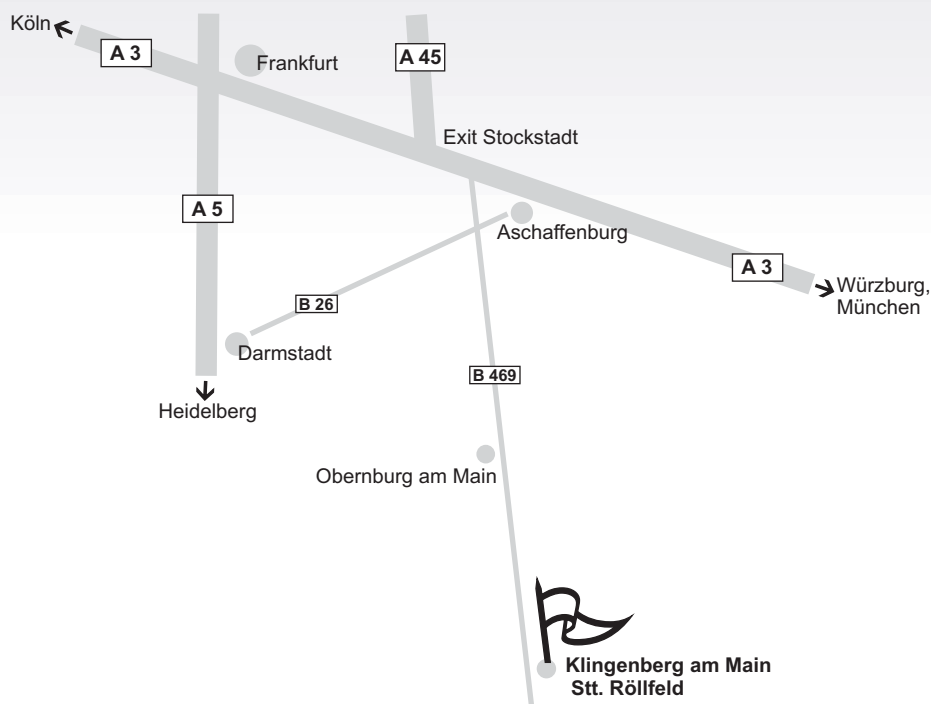 Köln
A 3
Frankfurt
A 45
Exit Stockstadt
A 5
Aschaffenburg
A 3
Würzburg,
München
B 26
Darmstadt
B 469
Heidelberg
Obernburg am Main
Klingenberg am Main
Stt. Röllfeld